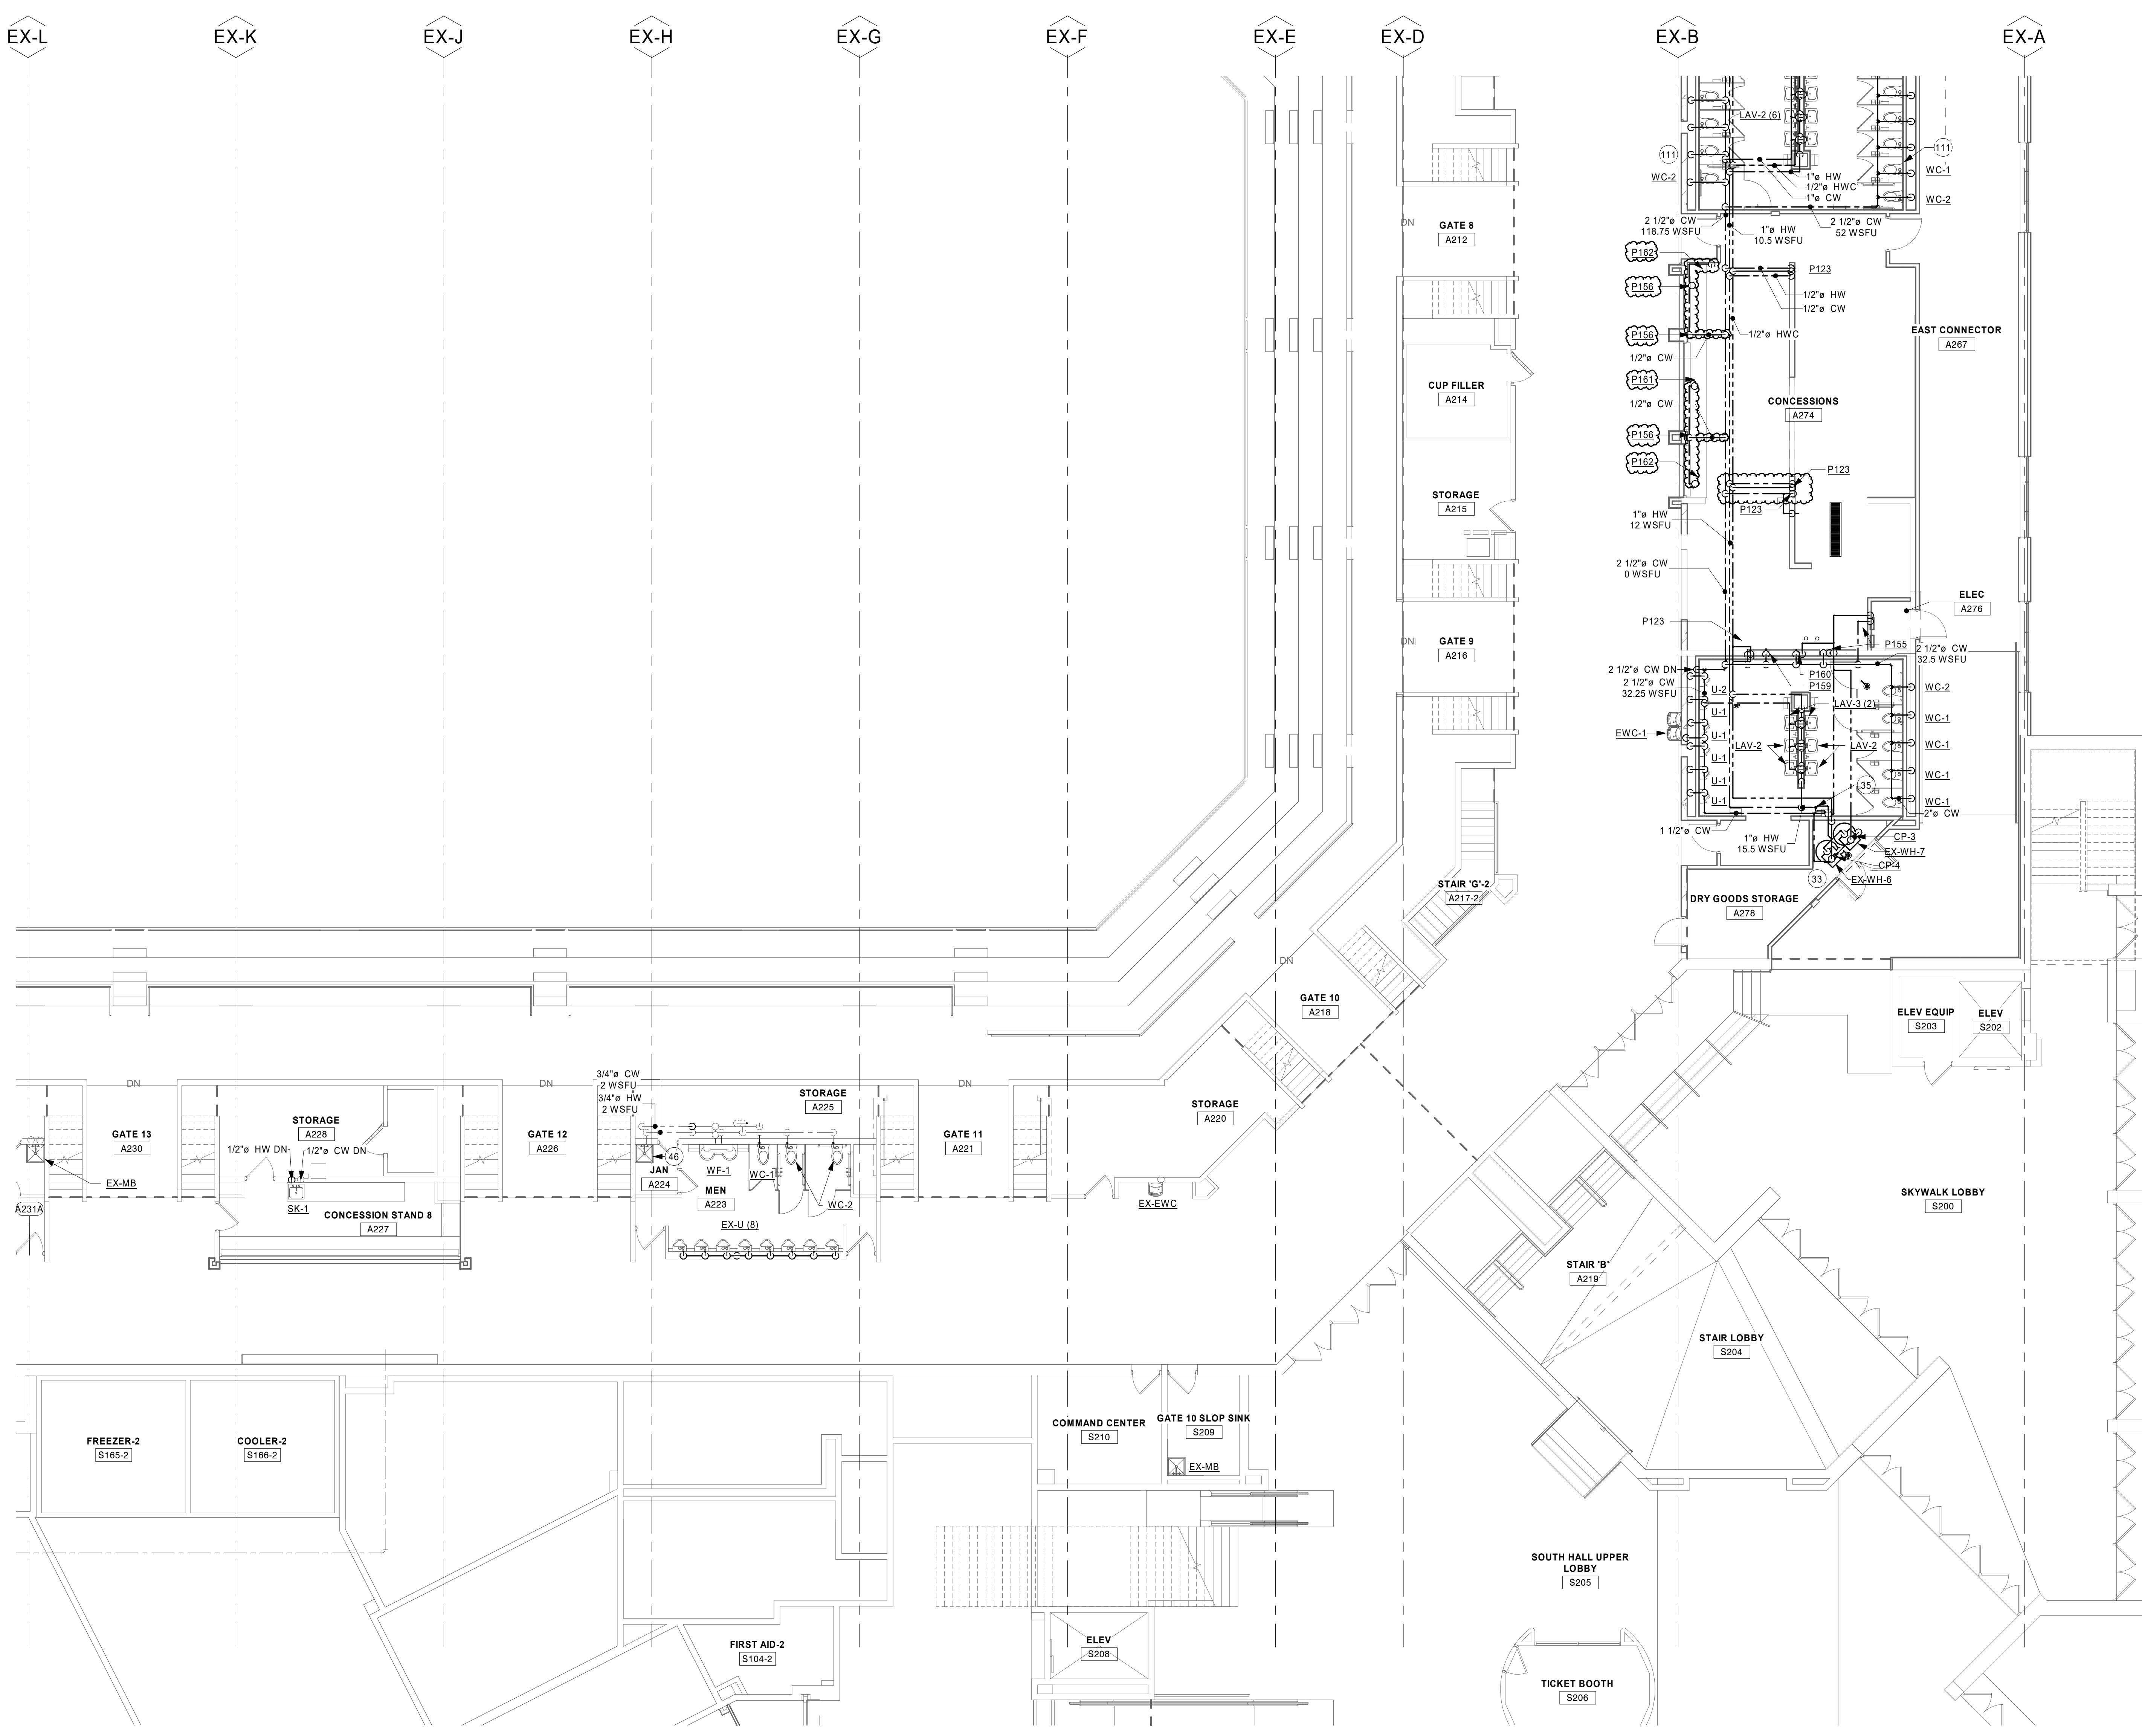 EX-L
EX-K
EX-J
EX-H
EX-G
EX-F
EX-E
EX-D
EX-B
EX-A
LAV-2 (6)
111
111
WC-2
WC-1
1"ø HW
1/2"ø HWC
1"ø CW
WC-2
2 1/2"ø CW
118.75 WSFU
1"ø HW
10.5 WSFU
2 1/2"ø CW
52 WSFU
DN
GATE 8
A212
P162
P123
P156
1/2"ø HW
1/2"ø CW
P156
1/2"ø HWC
EAST CONNECTOR
A267
1/2"ø CW
P161
CUP FILLER
A214
1/2"ø CW
CONCESSIONS
A274
P156
P162
P123
STORAGE
A215
P123
1"ø HW
12 WSFU
2 1/2"ø CW
0 WSFU
ELEC
A276
P123
DN
GATE 9
A216
P155
2 1/2"ø CW
32.5 WSFU
2 1/2"ø CW DN
2 1/2"ø CW
32.25 WSFU
P160
P159
U-2
WC-2
LAV-3 (2)
U-1
WC-1
EWC-1
U-1
LAV-2
LAV-2
WC-1
U-1
U-1
WC-1
35
U-1
WC-1
2"ø CW
1 1/2"ø CW
1"ø HW
15.5 WSFU
CP-3
EX-WH-7
CP-4
33
EX-WH-6
STAIR 'G'-2
A217-2
DRY GOODS STORAGE
A278
DN
GATE 10
A218
ELEV EQUIP
S203
ELEV
S202
DN
DN
DN
3/4"ø CW
2 WSFU
3/4"ø HW
2 WSFU
STORAGE
A225
STORAGE
A220
STORAGE
A228
GATE 13
A230
GATE 12
A226
GATE 11
A221
1/2"ø HW DN
1/2"ø CW DN
46
JAN
A224
WF-1
WC-1
EX-MB
MEN
A223
WC-2
EX-EWC
A231A
SK-1
CONCESSION STAND 8
A227
EX-U (8)
SKYWALK LOBBY
S200
STAIR 'B'
A219
STAIR LOBBY
S204
COMMAND CENTER
S210
GATE 10 SLOP SINK
S209
FREEZER-2
S165-2
COOLER-2
S166-2
EX-MB
SOUTH HALL UPPER
LOBBY
S205
FIRST AID-2
S104-2
ELEV
S208
TICKET BOOTH
S206